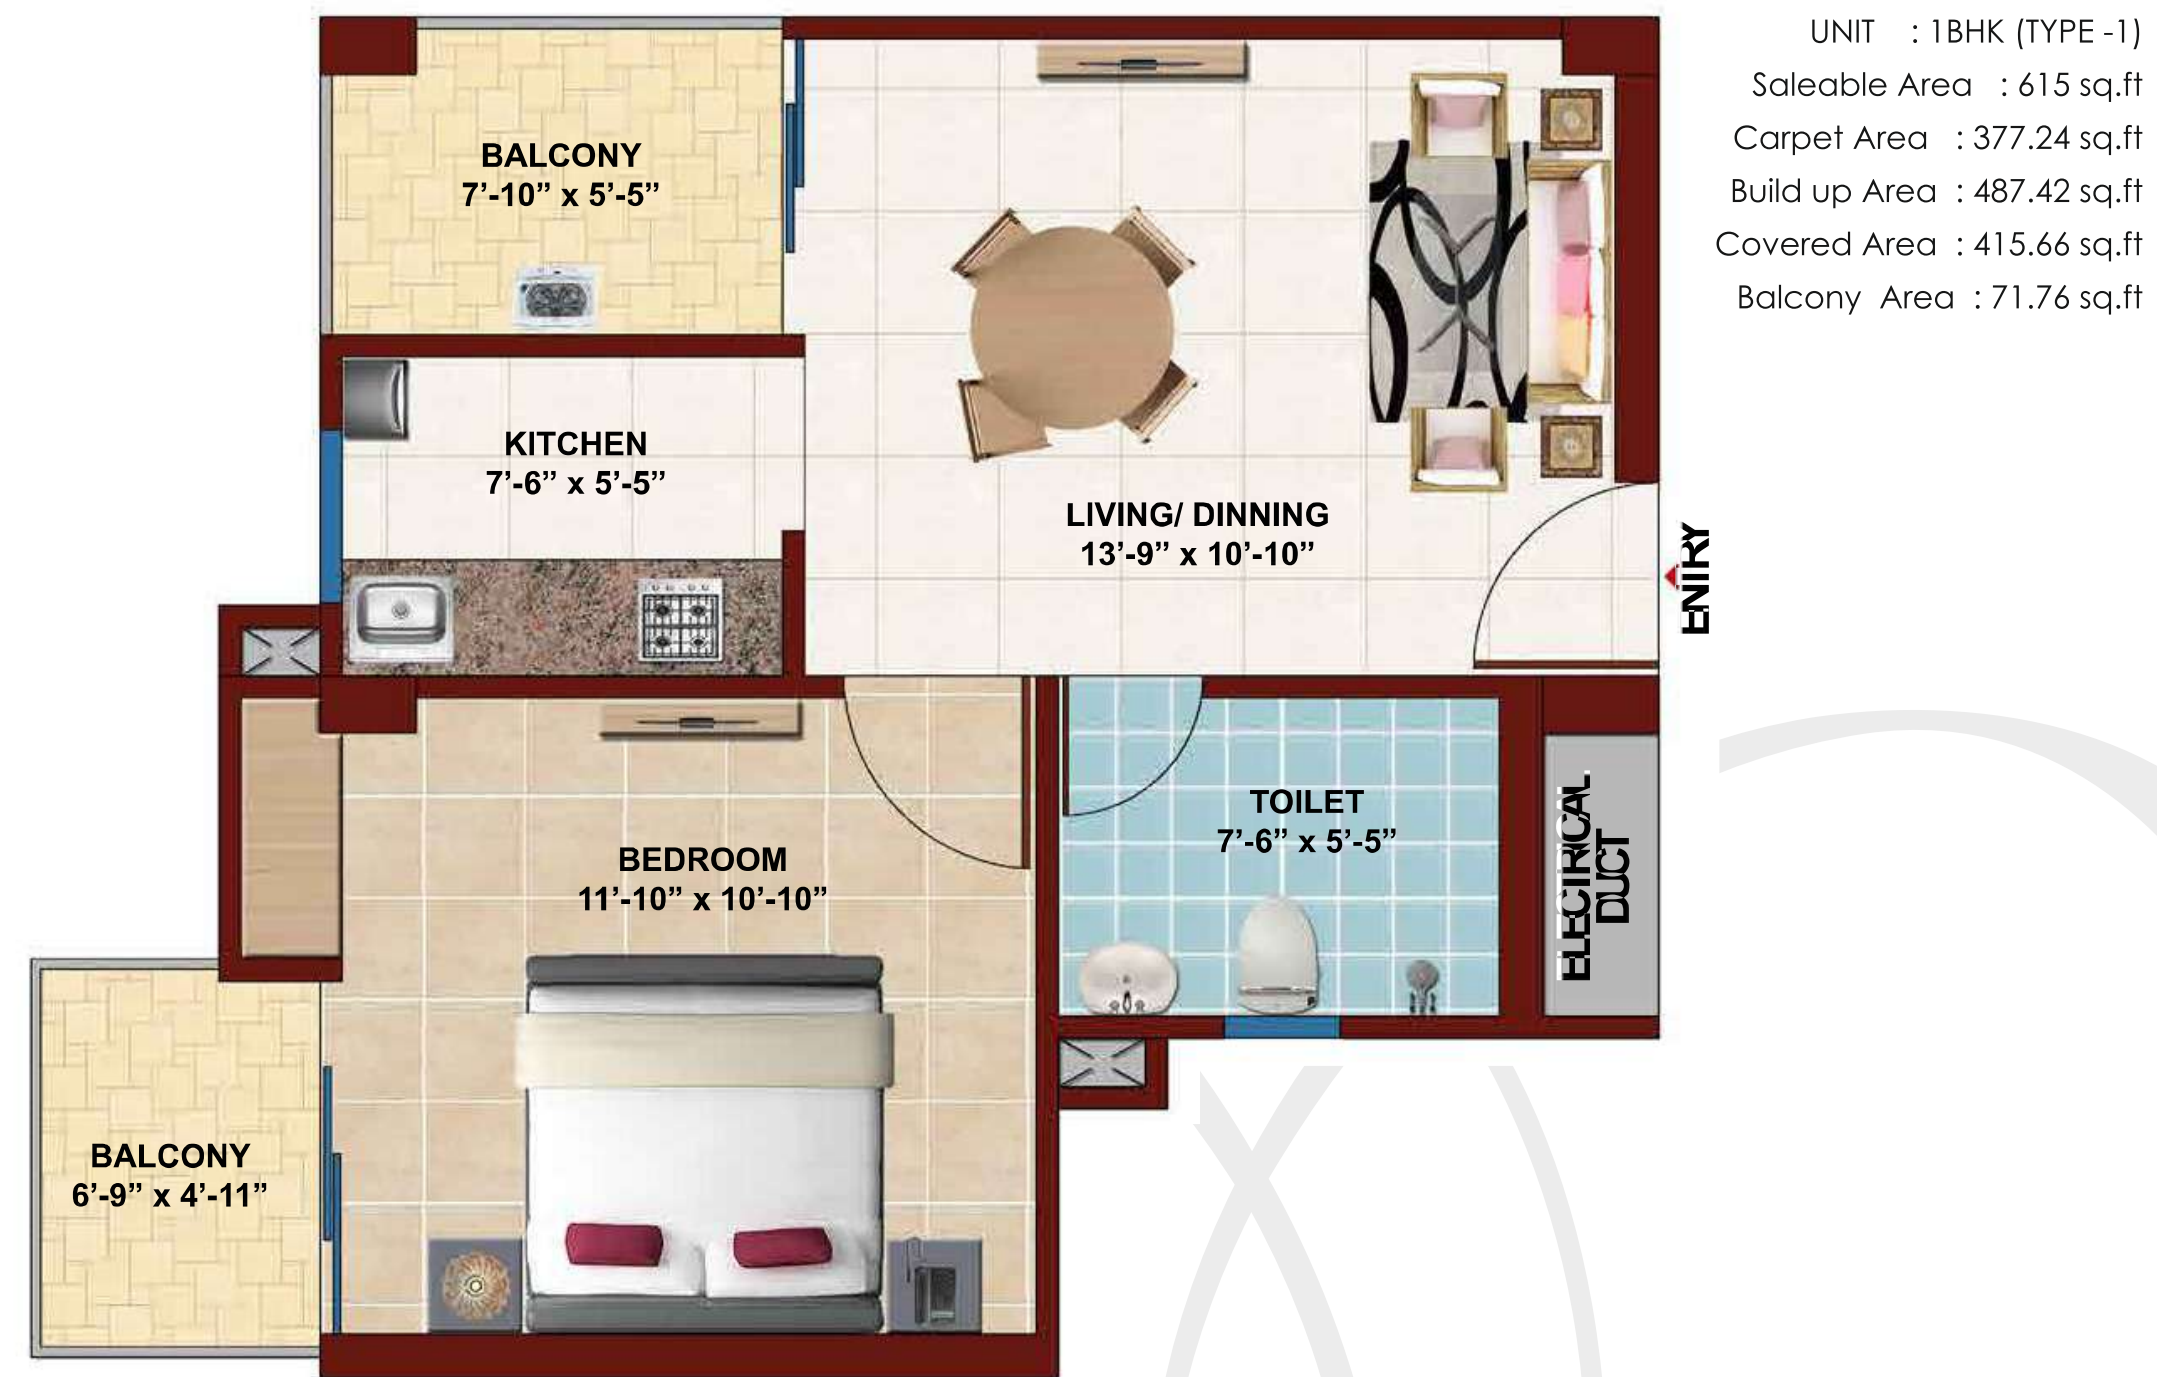 UNIT : 1BHK (TYPE -1)
Saleable Area : 615 sq.ft
Carpet Area : 377.24 sq.ft
Build up Area : 487.42 sq.ft
Covered Area : 415.66 sq.ft
Balcony Area : 71.76 sq.ft
BALCONY
7’-10” x 5’-5”
KITCHEN
7’-6” x 5’-5”
LIVING/ DINNING
13’-9” x 10’-10”
ENTRY
TOILET
7’-6” x 5’-5”
ELECTRICAL
DUCT
BEDROOM
11’-10” x 10’-10”
BALCONY
6’-9” x 4’-11”